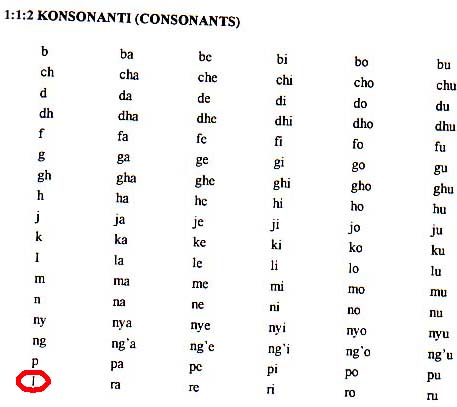 1:1:2 KONSONANTI (CONSONANTS)
b ba be bi bo bu
ch cha che chi cho chu
d da de di do du
dh dha dhe dhi dho dhu
f fa fe fi fo fu
g ga ge gi go gu
gh gha ghe ghi gho ghu
h ha he hi ho hu
j ja je ji jo ju
k ka ke ki ko ku
l la le li lo lu
m ma me mi mo mu
n na ne ni no nu
ny nya nye nyi nyo nyu
ng ng'a ng'e ng'i ng'o ng'u
p pa pe pi po pu
ra re ri ro ru